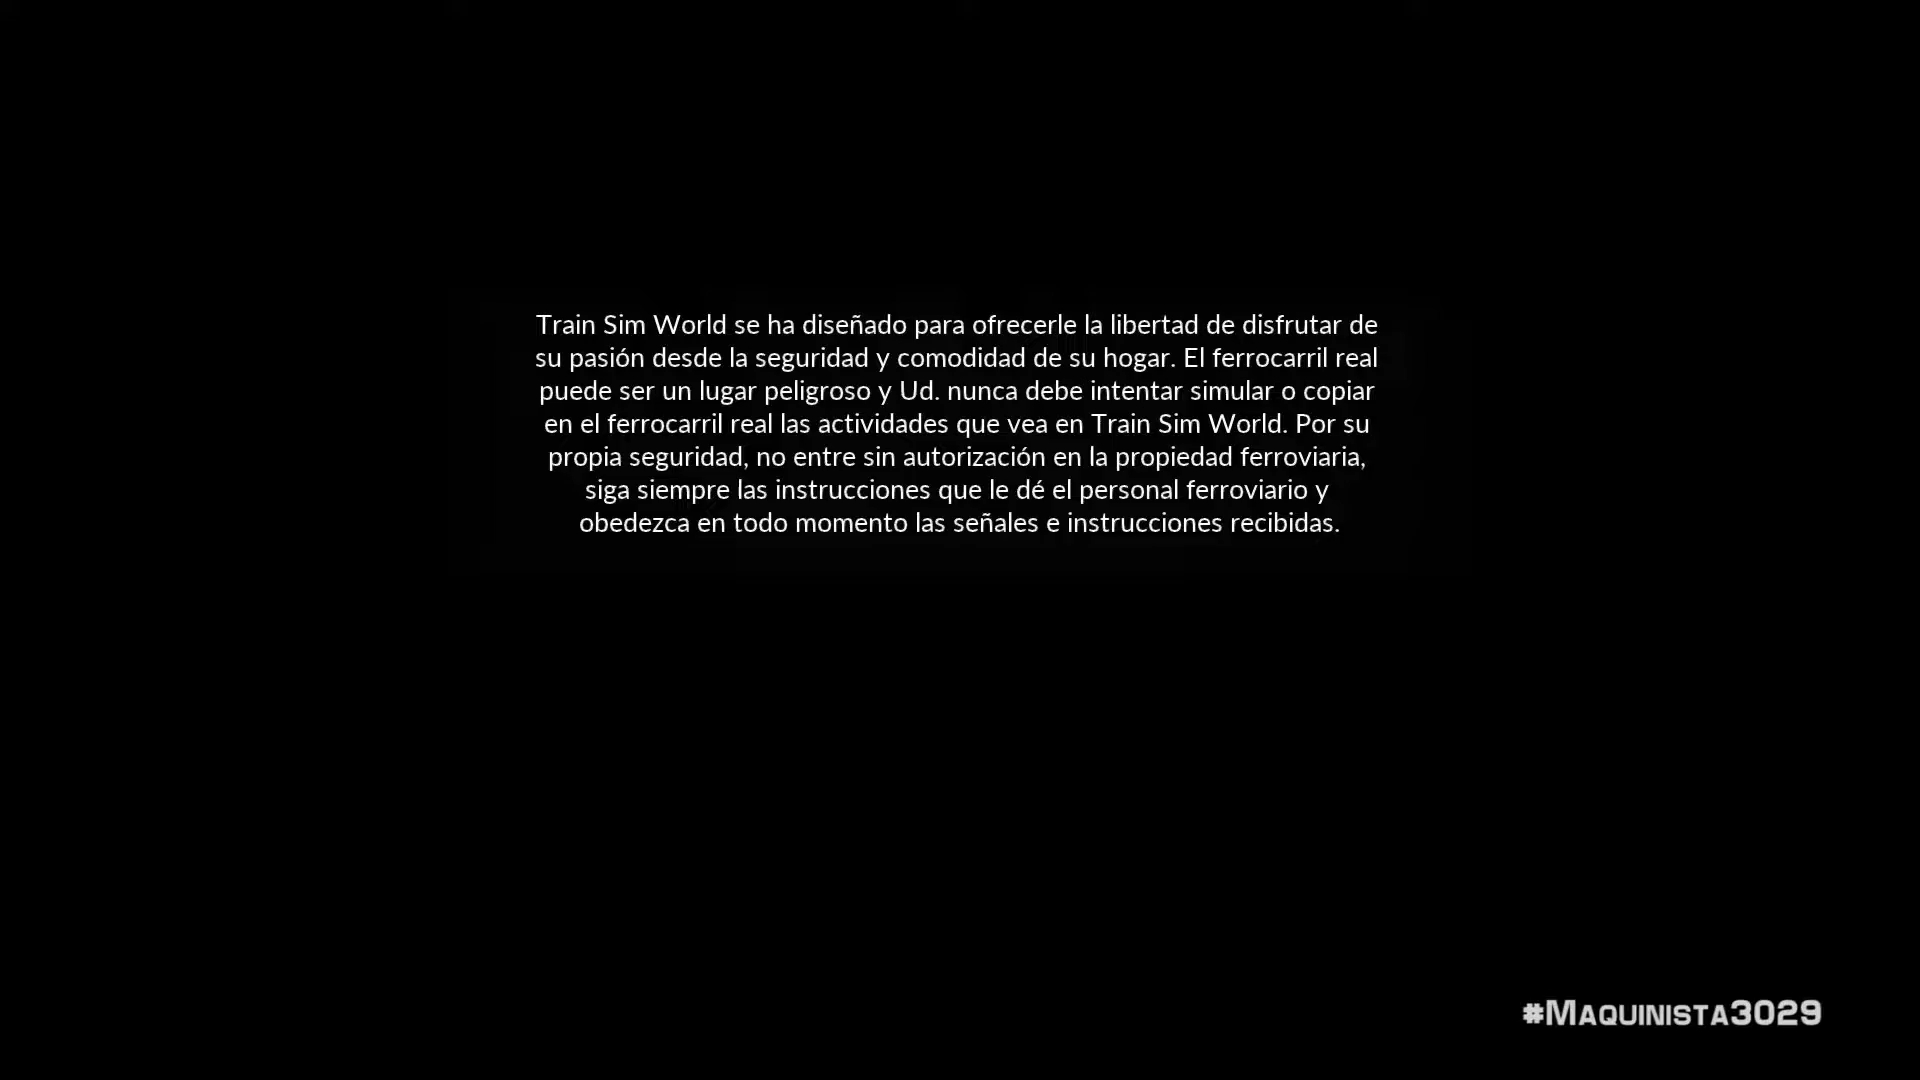 Train Sim World se ha diseñado para ofrecerle la libertad de disfrutar de
su pasión desde la seguridad y comodidad de su hogar. El ferrocarril real
puede ser un lugar peligroso y Ud. nunca debe intentar simular o copiar
en el ferrocarril real las actividades que vea en Train Sim World. Por su
propia seguridad, no entre sin autorización en la propiedad ferroviaria,
siga siempre las instrucciones que le dé el personal ferroviario y
obedezca en todo momento las señales e instrucciones recibidas.
#Maquinista3029